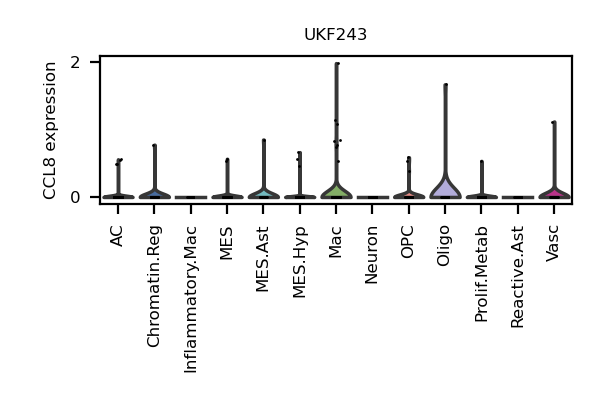 UKF243
CCL8 expression
2
0
AC
Chromatin.Reg
Inflammatory.Mac
MES
MES.Ast
MES.Hyp
Mac
Neuron
OPC
Oligo
Prolif.Metab
Reactive.Ast
Vasc